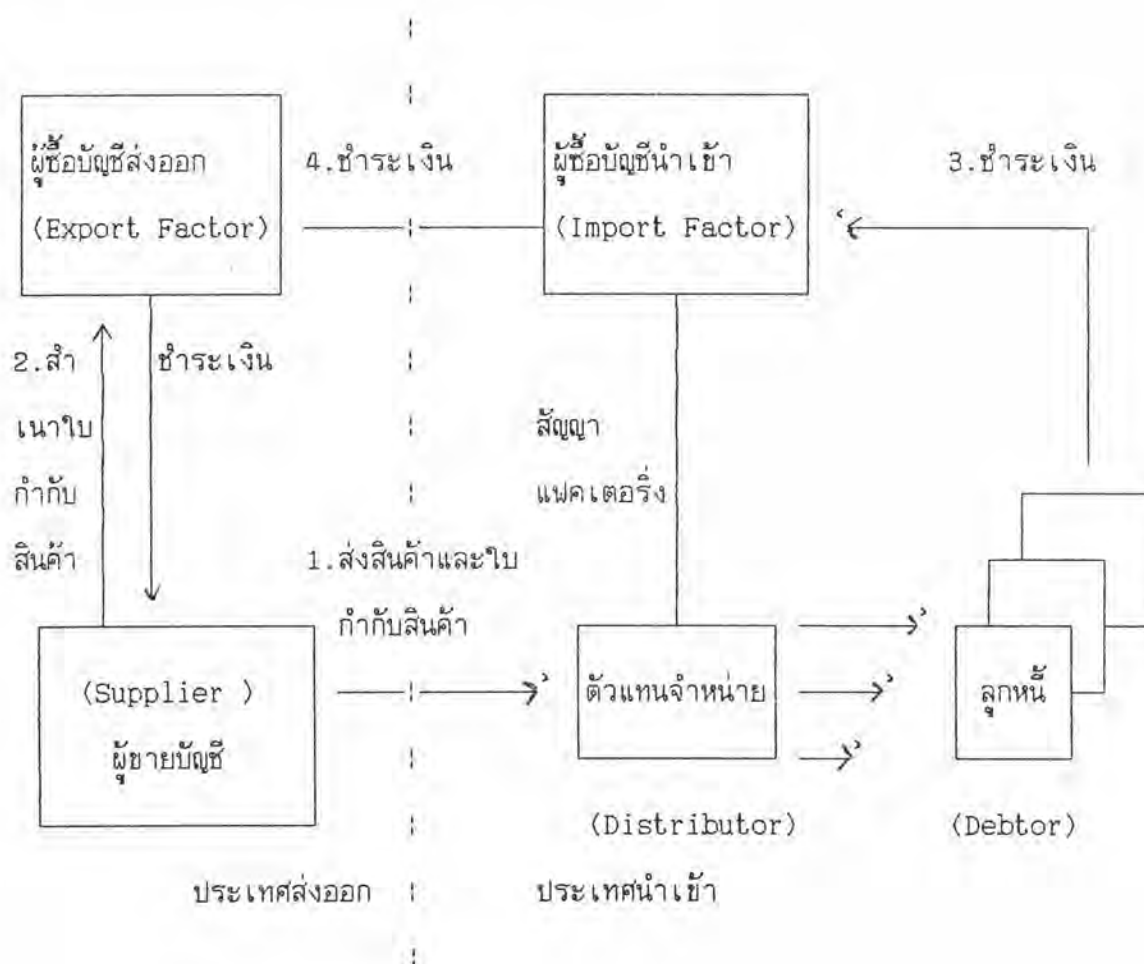 ผู้ซื้อบัญชีส่งออก
(Export Factor)
4.ชำระเงิน
ผู้ซื้อบัญชีนำเข้า
(Import Factor)
3.ชำระเงิน
2.สำ
เนาใบ
กำกับ
สินค้า
ชำระเงิน
สัญญา
แฟคเตอริ่ง
1.ส่งสินค้าและใบ
กำกับสินค้า
(Supplier )
ผู้ขายบัญชี
ตัวแทนจำหน่าย
(Distributor)
ลูกหนี้
(Debtor)
ประเทศส่งออก
ประเทศนำเข้า